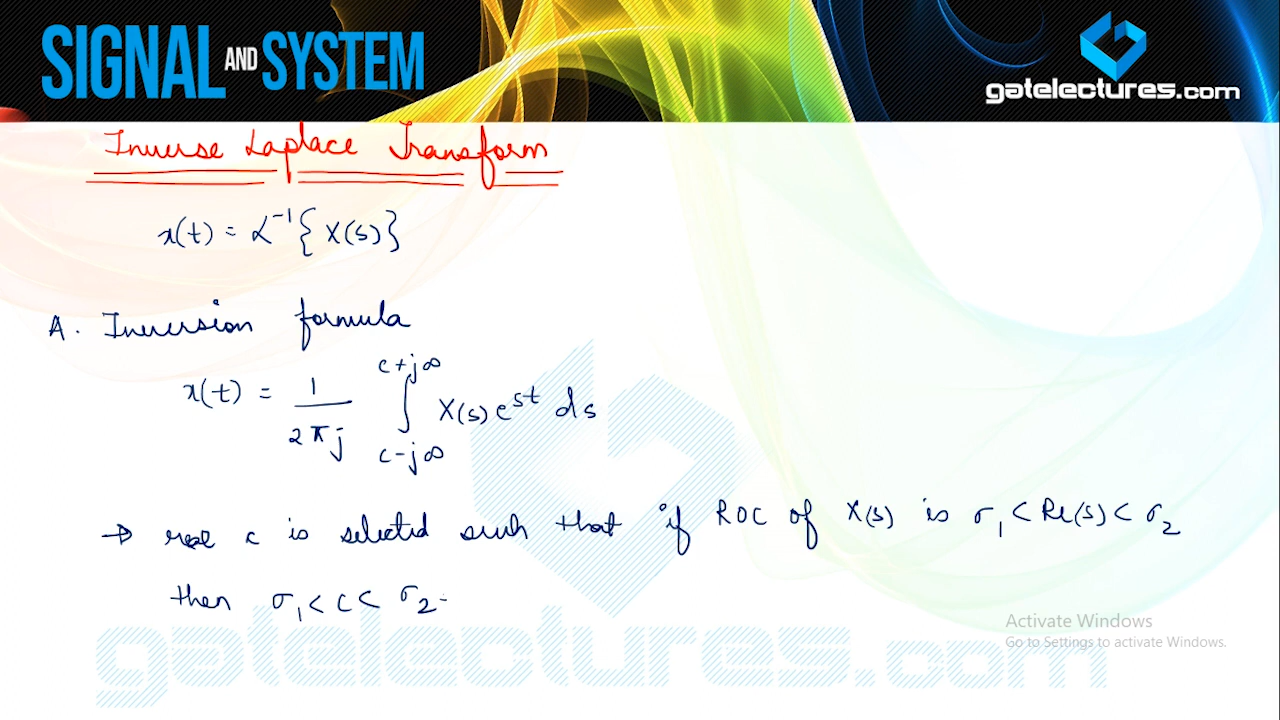 SIGNAL AND SYSTEM
gatelectures.com
Inverse Laplace Transform
x(t) = L⁻¹{X(s)}
A. Inversion formula
x(t) = 1/2πj ∫_{c-j∞}^{c+j∞} X(s) e^{st} ds
→ real c is selected such that if ROC of X(s) is σ₁ < Re(s) < σ₂
then σ₁ < c < σ₂.
Activate Windows
Go to Settings to activate Windows.
gatelectures.com